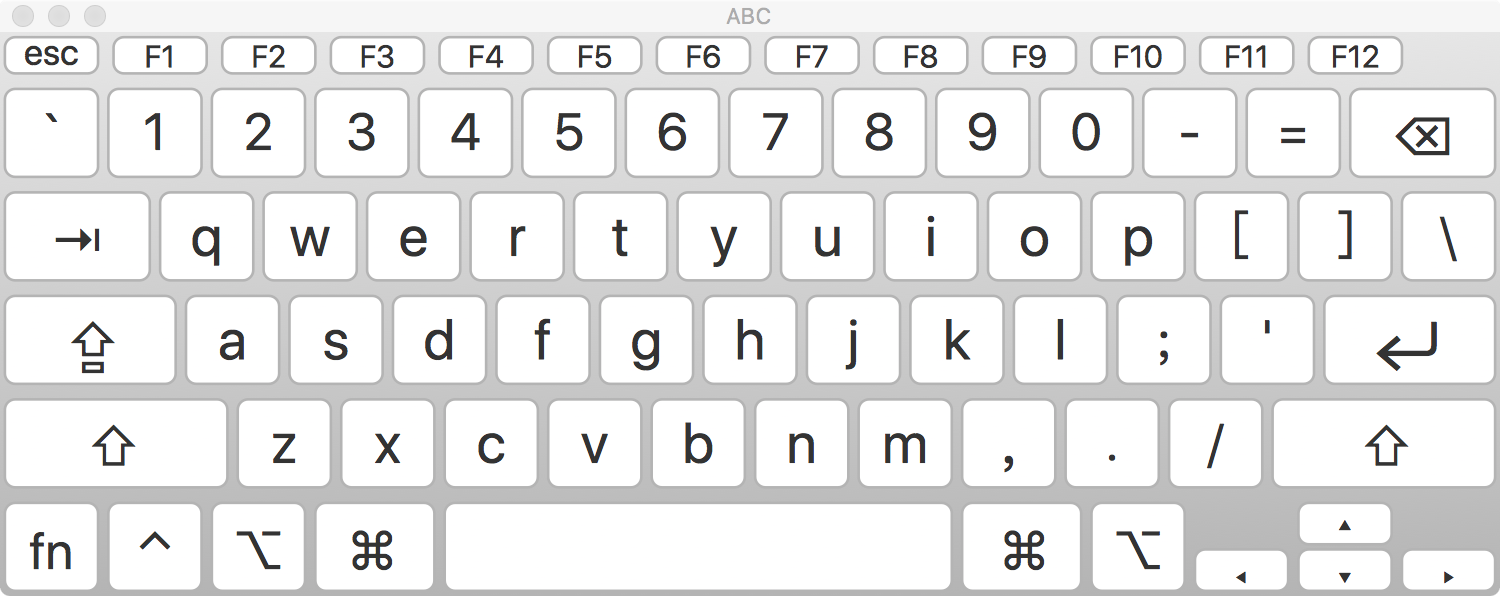 ABC
esc F1 F2 F3 F4 F5 F6 F7 F8 F9 F10 F11 F12
` 1 2 3 4 5 6 7 8 9 0 - = ⌫
⇥ q w e r t y u i o p [ ] \
⇪ a s d f g h j k l ; ' ↵
⇧ z x c v b n m , . / ⇧
fn ^ ⌥ ⌘ ⌘ ⌥ ◂ ▴ ▾ ▸